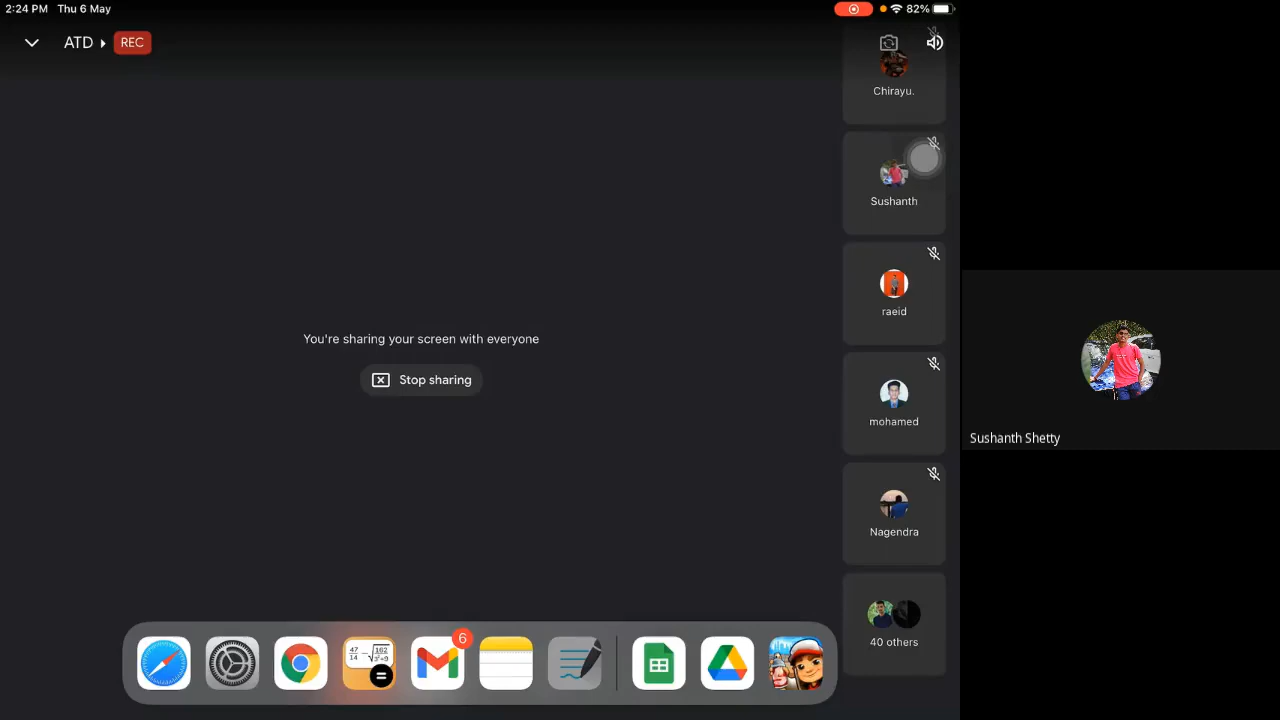 2:24 PM Thu 6 May
82%
ATD
REC
Chirayu.
Sushanth
raeid
You're sharing your screen with everyone
Stop sharing
mohamed
Nagendra
40 others
6
Sushanth Shetty